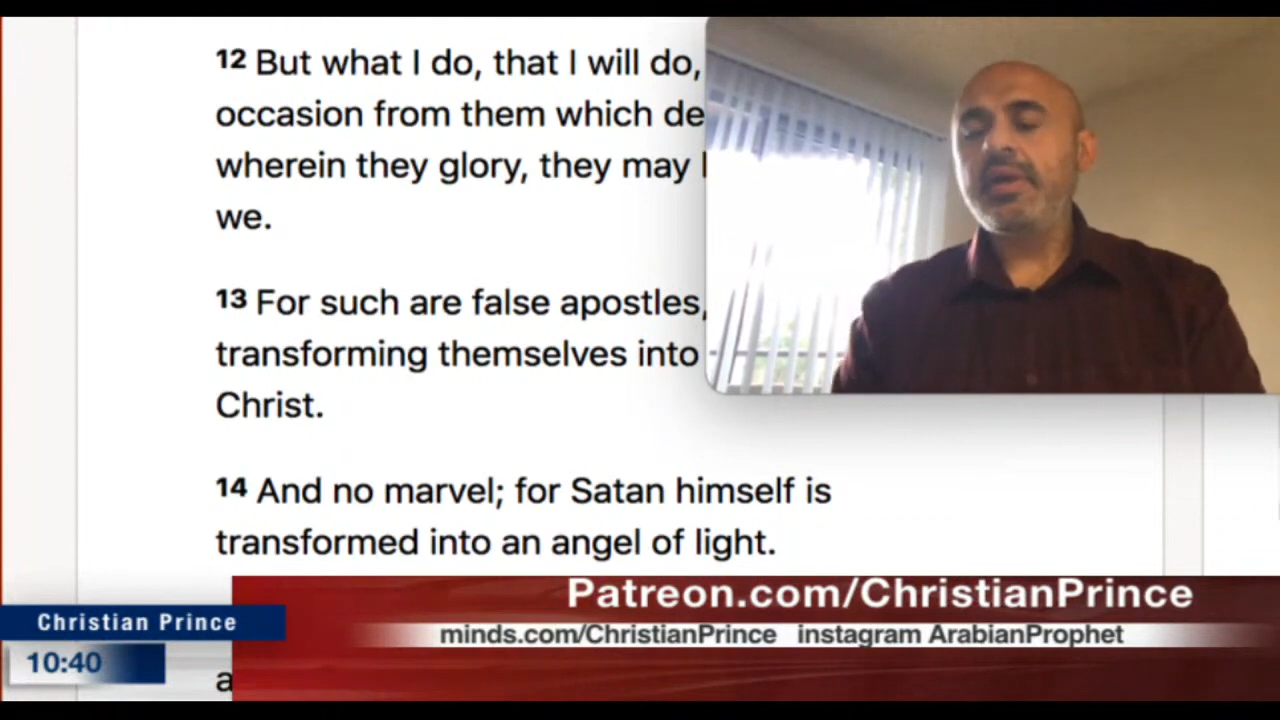 12 But what I do, that I will do,
occasion from them which de
wherein they glory, they may
we.
13 For such are false apostles,
transforming themselves into
Christ.
14 And no marvel; for Satan himself is
transformed into an angel of light.
a
Patreon.com/ChristianPrince
minds.com/ChristianPrince instagram ArabianProphet
Christian Prince
10:40